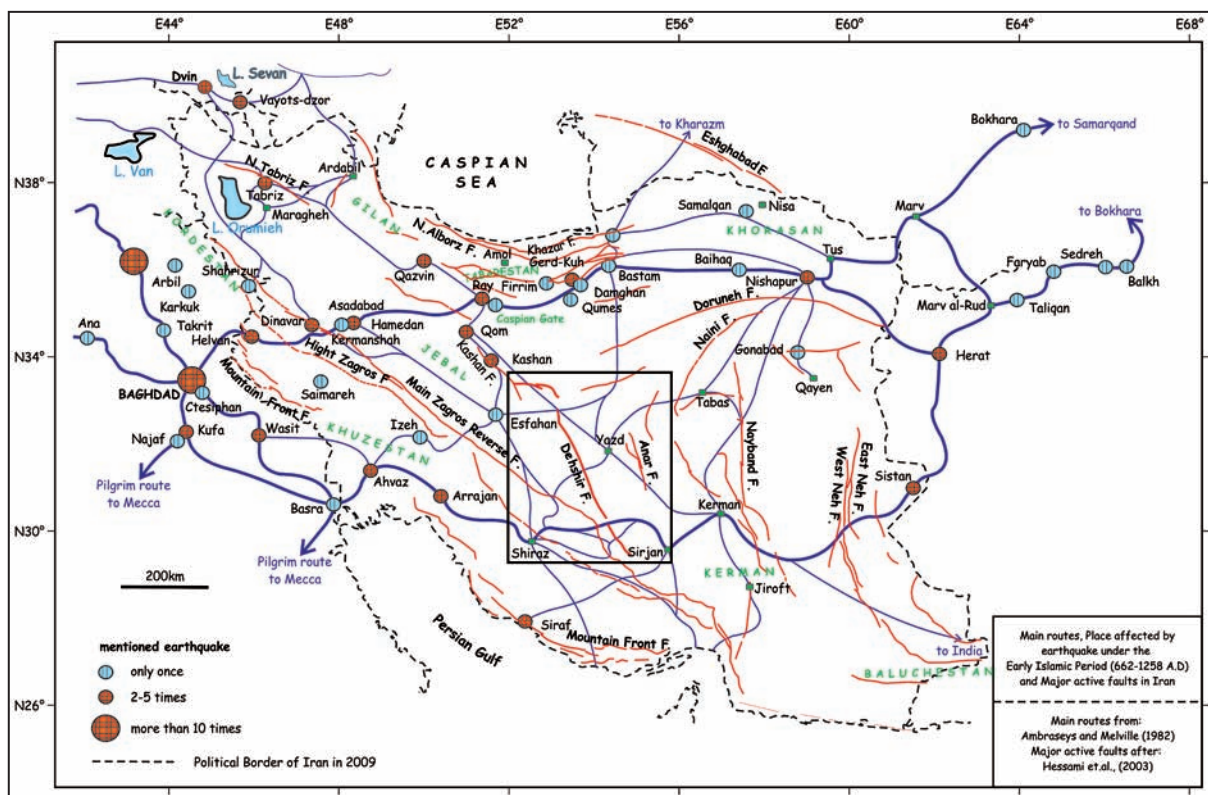 E44° E48° E52° E56° E60° E64° E68°
N38°
N34°
N30°
N26°
Dvin
L. Sevan
Vayots-dzor
L. Van
N.Tabriz F.
Ardabil
Tabriz
Maragheh
L. Orumieh
CASPIAN
SEA
to Kharazm
Eshghabad F.
Bokhara
to Samarqand
to Bokhara
KORDESTAN
GILAN
N.Alborz F.
Khazar F.
Amol
Gerd-Kuh
TABARESTAN
Firrim
Qazvin
Ray
Caspian Gate
Damghan
Qumes
Bastam
Samalqan
Nisa
KHORASAN
Marv
Tus
Baihaq
Nishapur
Faryab
Sedreh
Balkh
Marv al-Rud
Taliqan
Arbil
Karkuk
Shahrizur
Asadabad
Dinavar
Hamedan
Kermanshah
Takrit
Helvan
Ana
Qom
Kashan F.
Kashan
Doruneh F.
Naini F.
Gonabad
Qayen
Herat
Hight Zagros F
JEBAL
Main Zagros Reverse F.
Mountain Front F.
Saimareh
BAGHDAD
Ctesiphan
Najaf
Kufa
Wasit
KHUZESTAN
Izeh
Esfahan
Yazd
Tabas
Dehshir F.
Anar F.
Nayband F.
West Neh F.
East Neh F.
Sistan
Pilgrim route
to Mecca
Ahvaz
Arrajan
Basra
Kerman
Pilgrim route
to Mecca
Shiraz
Sirjan
KERMAN
Jiroft
200km
Persian Gulf
Siraf
Mountain Front F.
to India
BALUCHESTAN
mentioned earthquake
only once
2-5 times
more than 10 times
Political Border of Iran in 2009
Main routes, Place affected by
earthquake under the
Early Islamic Period (662-1258 A.D)
and Major active faults in Iran
Main routes from:
Ambraseys and Melville (1982)
Major active faults after:
Hessami et.al., (2003)